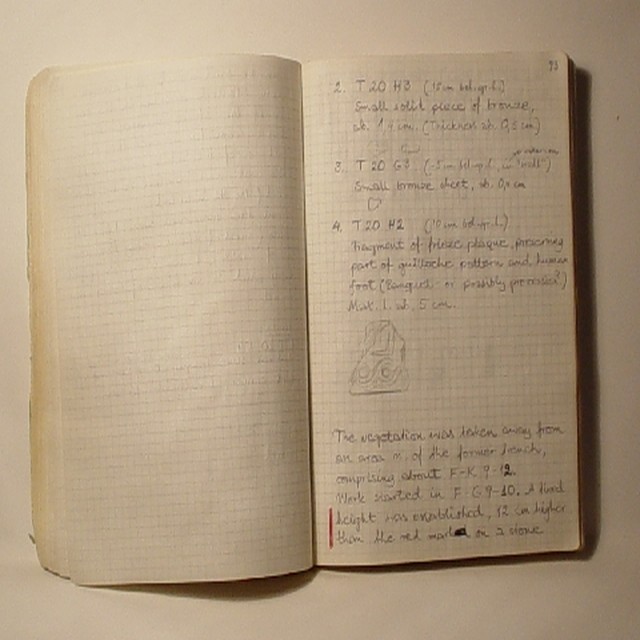 93
2. T 20 H3 (15 cm bel. gr. l.)
Small solid piece of bronze,
ab. 1,4 cm. (Thickness ab. 0,5 cm)
3. T 20 G3 (-5 cm bel. gr. l., in "wall")
Small bronze sheet, ab. cm
4. T 20 H2 (10 cm bel. gr. l.)
Fragment of frieze plaque, preserving
part of guilloche pattern and human
foot (Banquet- or possibly procession?)
Max. l. ab. 5 cm.
The vegetation was taken away from
an area n. of the former trench,
comprising about F-K 9-12.
Work started in F-G 9-10. A fixed
height was established, 12 cm higher
than the red mark on a stone